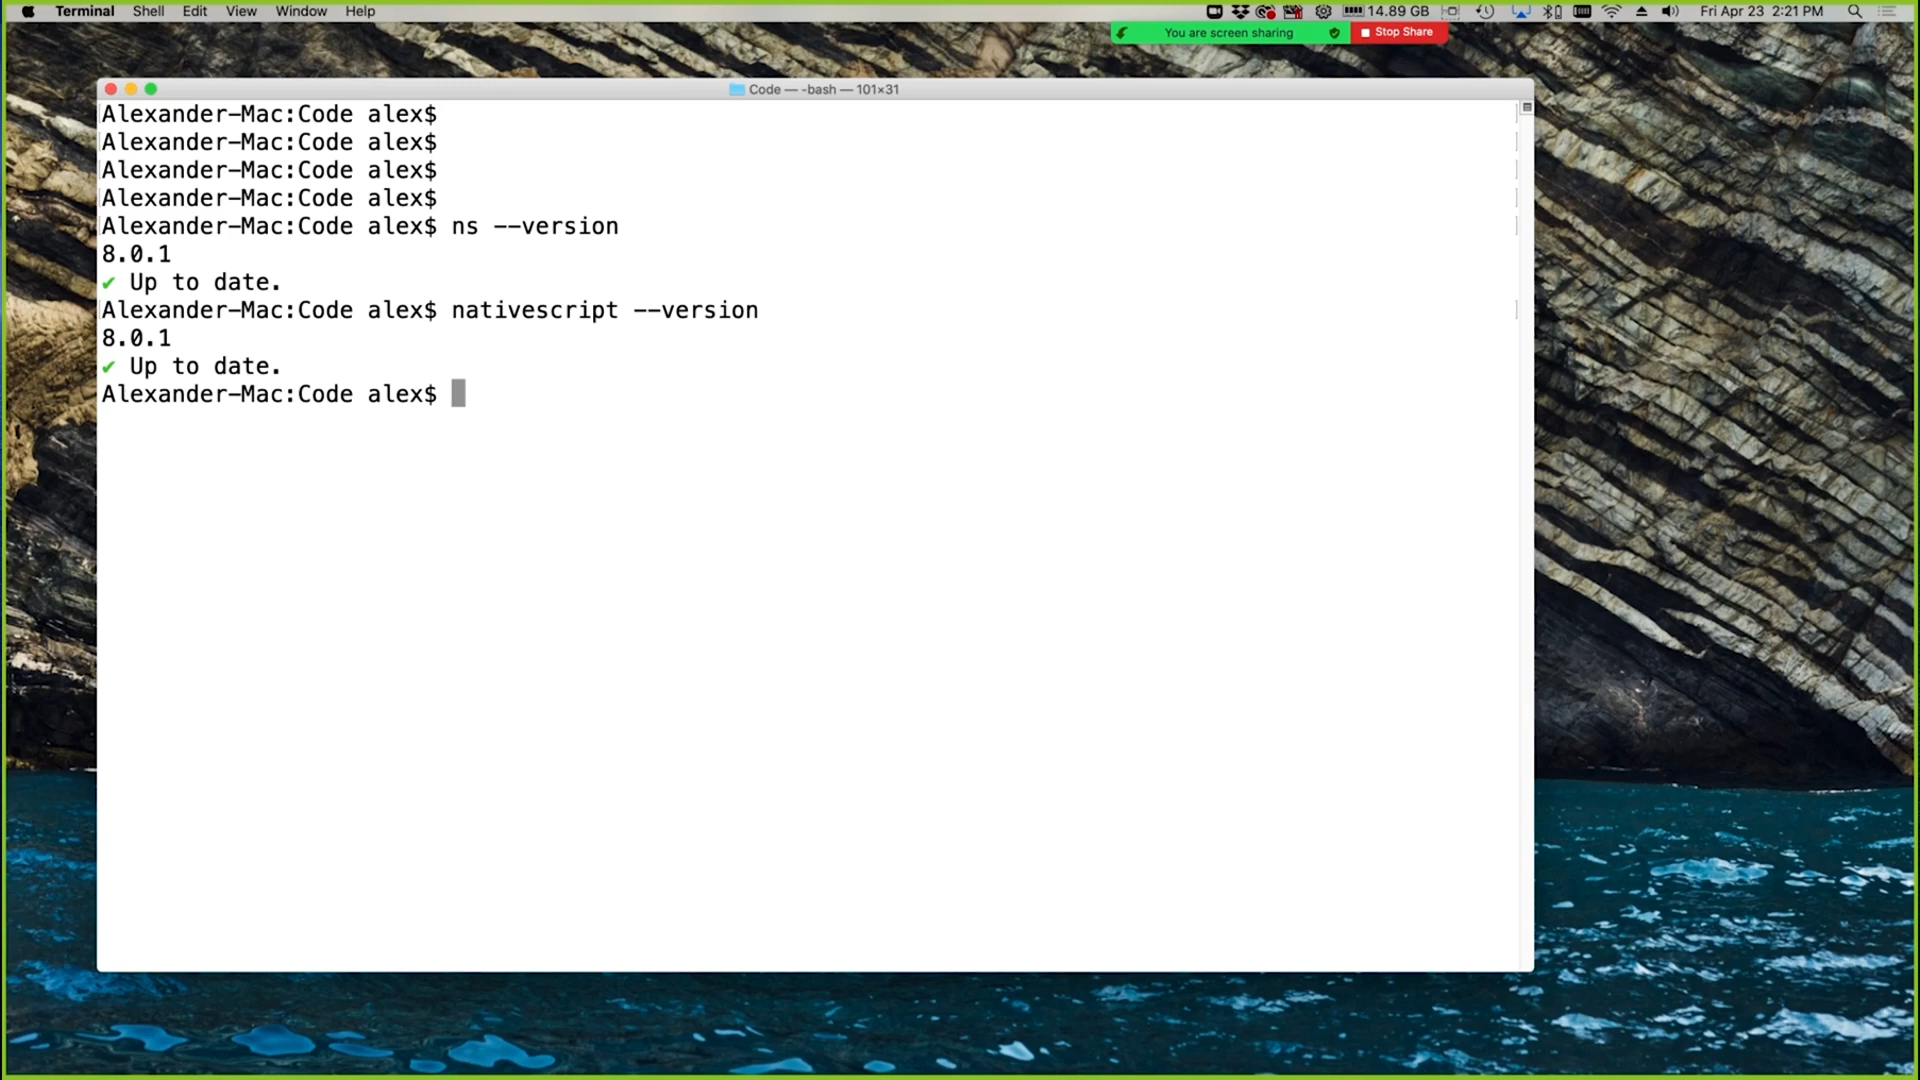 Terminal Shell Edit View Window Help 14.89 GB Fri Apr 23 2:21 PM
You are screen sharing Stop Share
Code — -bash — 101×31
Alexander-Mac:Code alex$
Alexander-Mac:Code alex$
Alexander-Mac:Code alex$
Alexander-Mac:Code alex$
Alexander-Mac:Code alex$ ns --version
8.0.1
✔ Up to date.
Alexander-Mac:Code alex$ nativescript --version
8.0.1
✔ Up to date.
Alexander-Mac:Code alex$